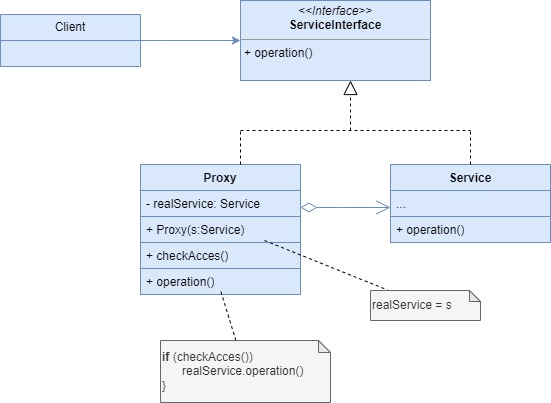 Client
<<Interface>>
ServiceInterface
+ operation()
Proxy
- realService: Service
+ Proxy(s:Service)
+ checkAcces()
+ operation()
Service
...
+ operation()
realService = s
if (checkAcces())
realService.operation()
}